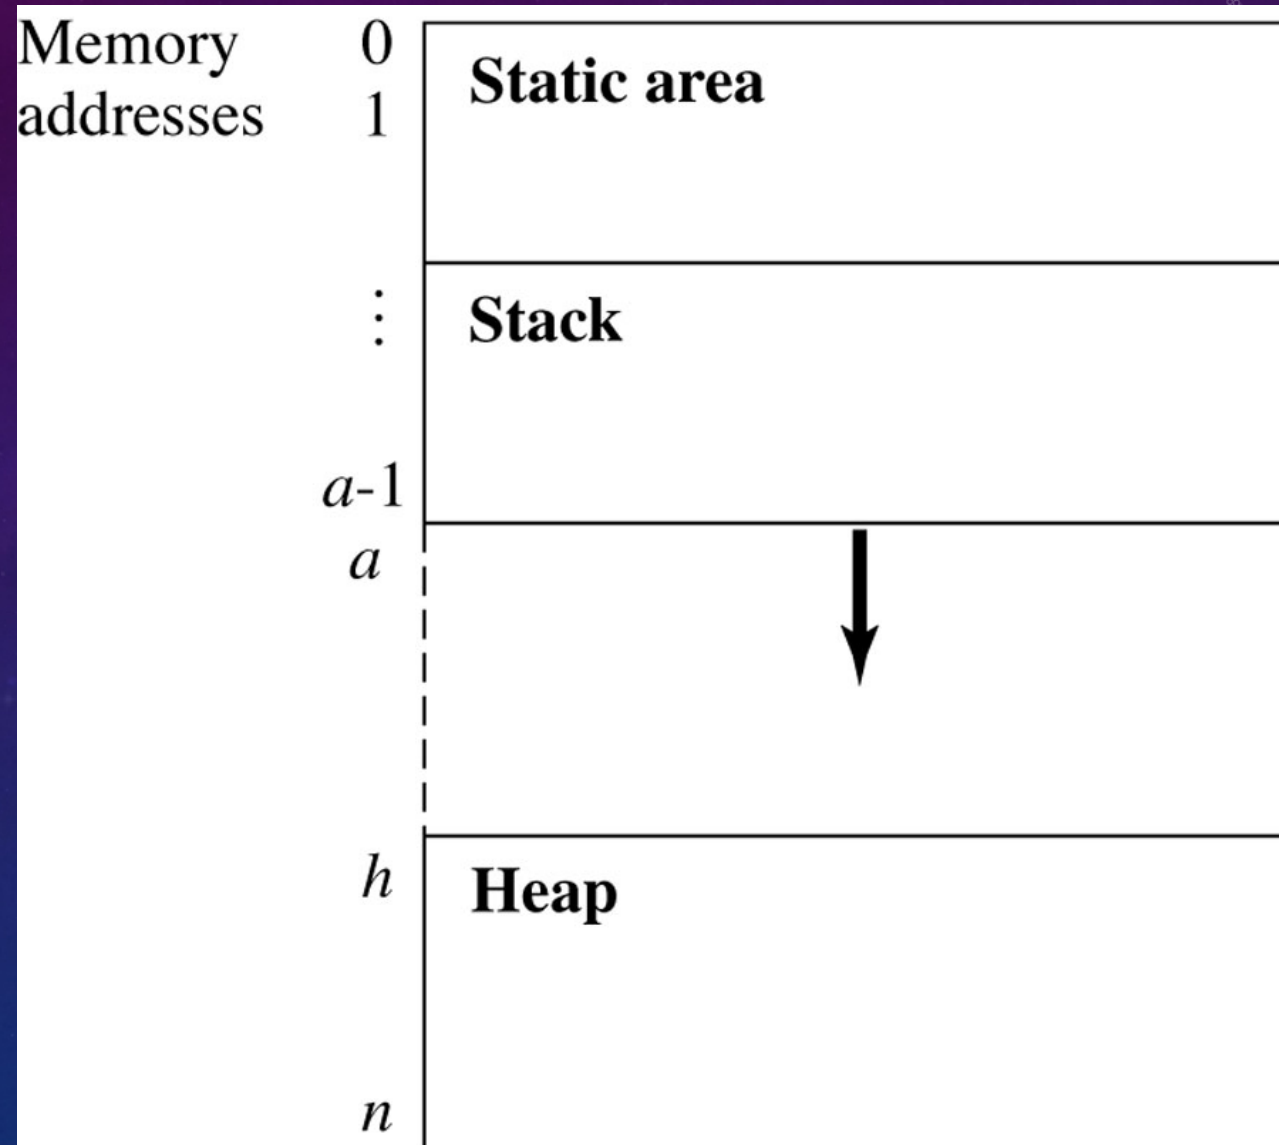 Memory 0
Static area
addresses 1
⋮
Stack
a-1
a
h
Heap
n